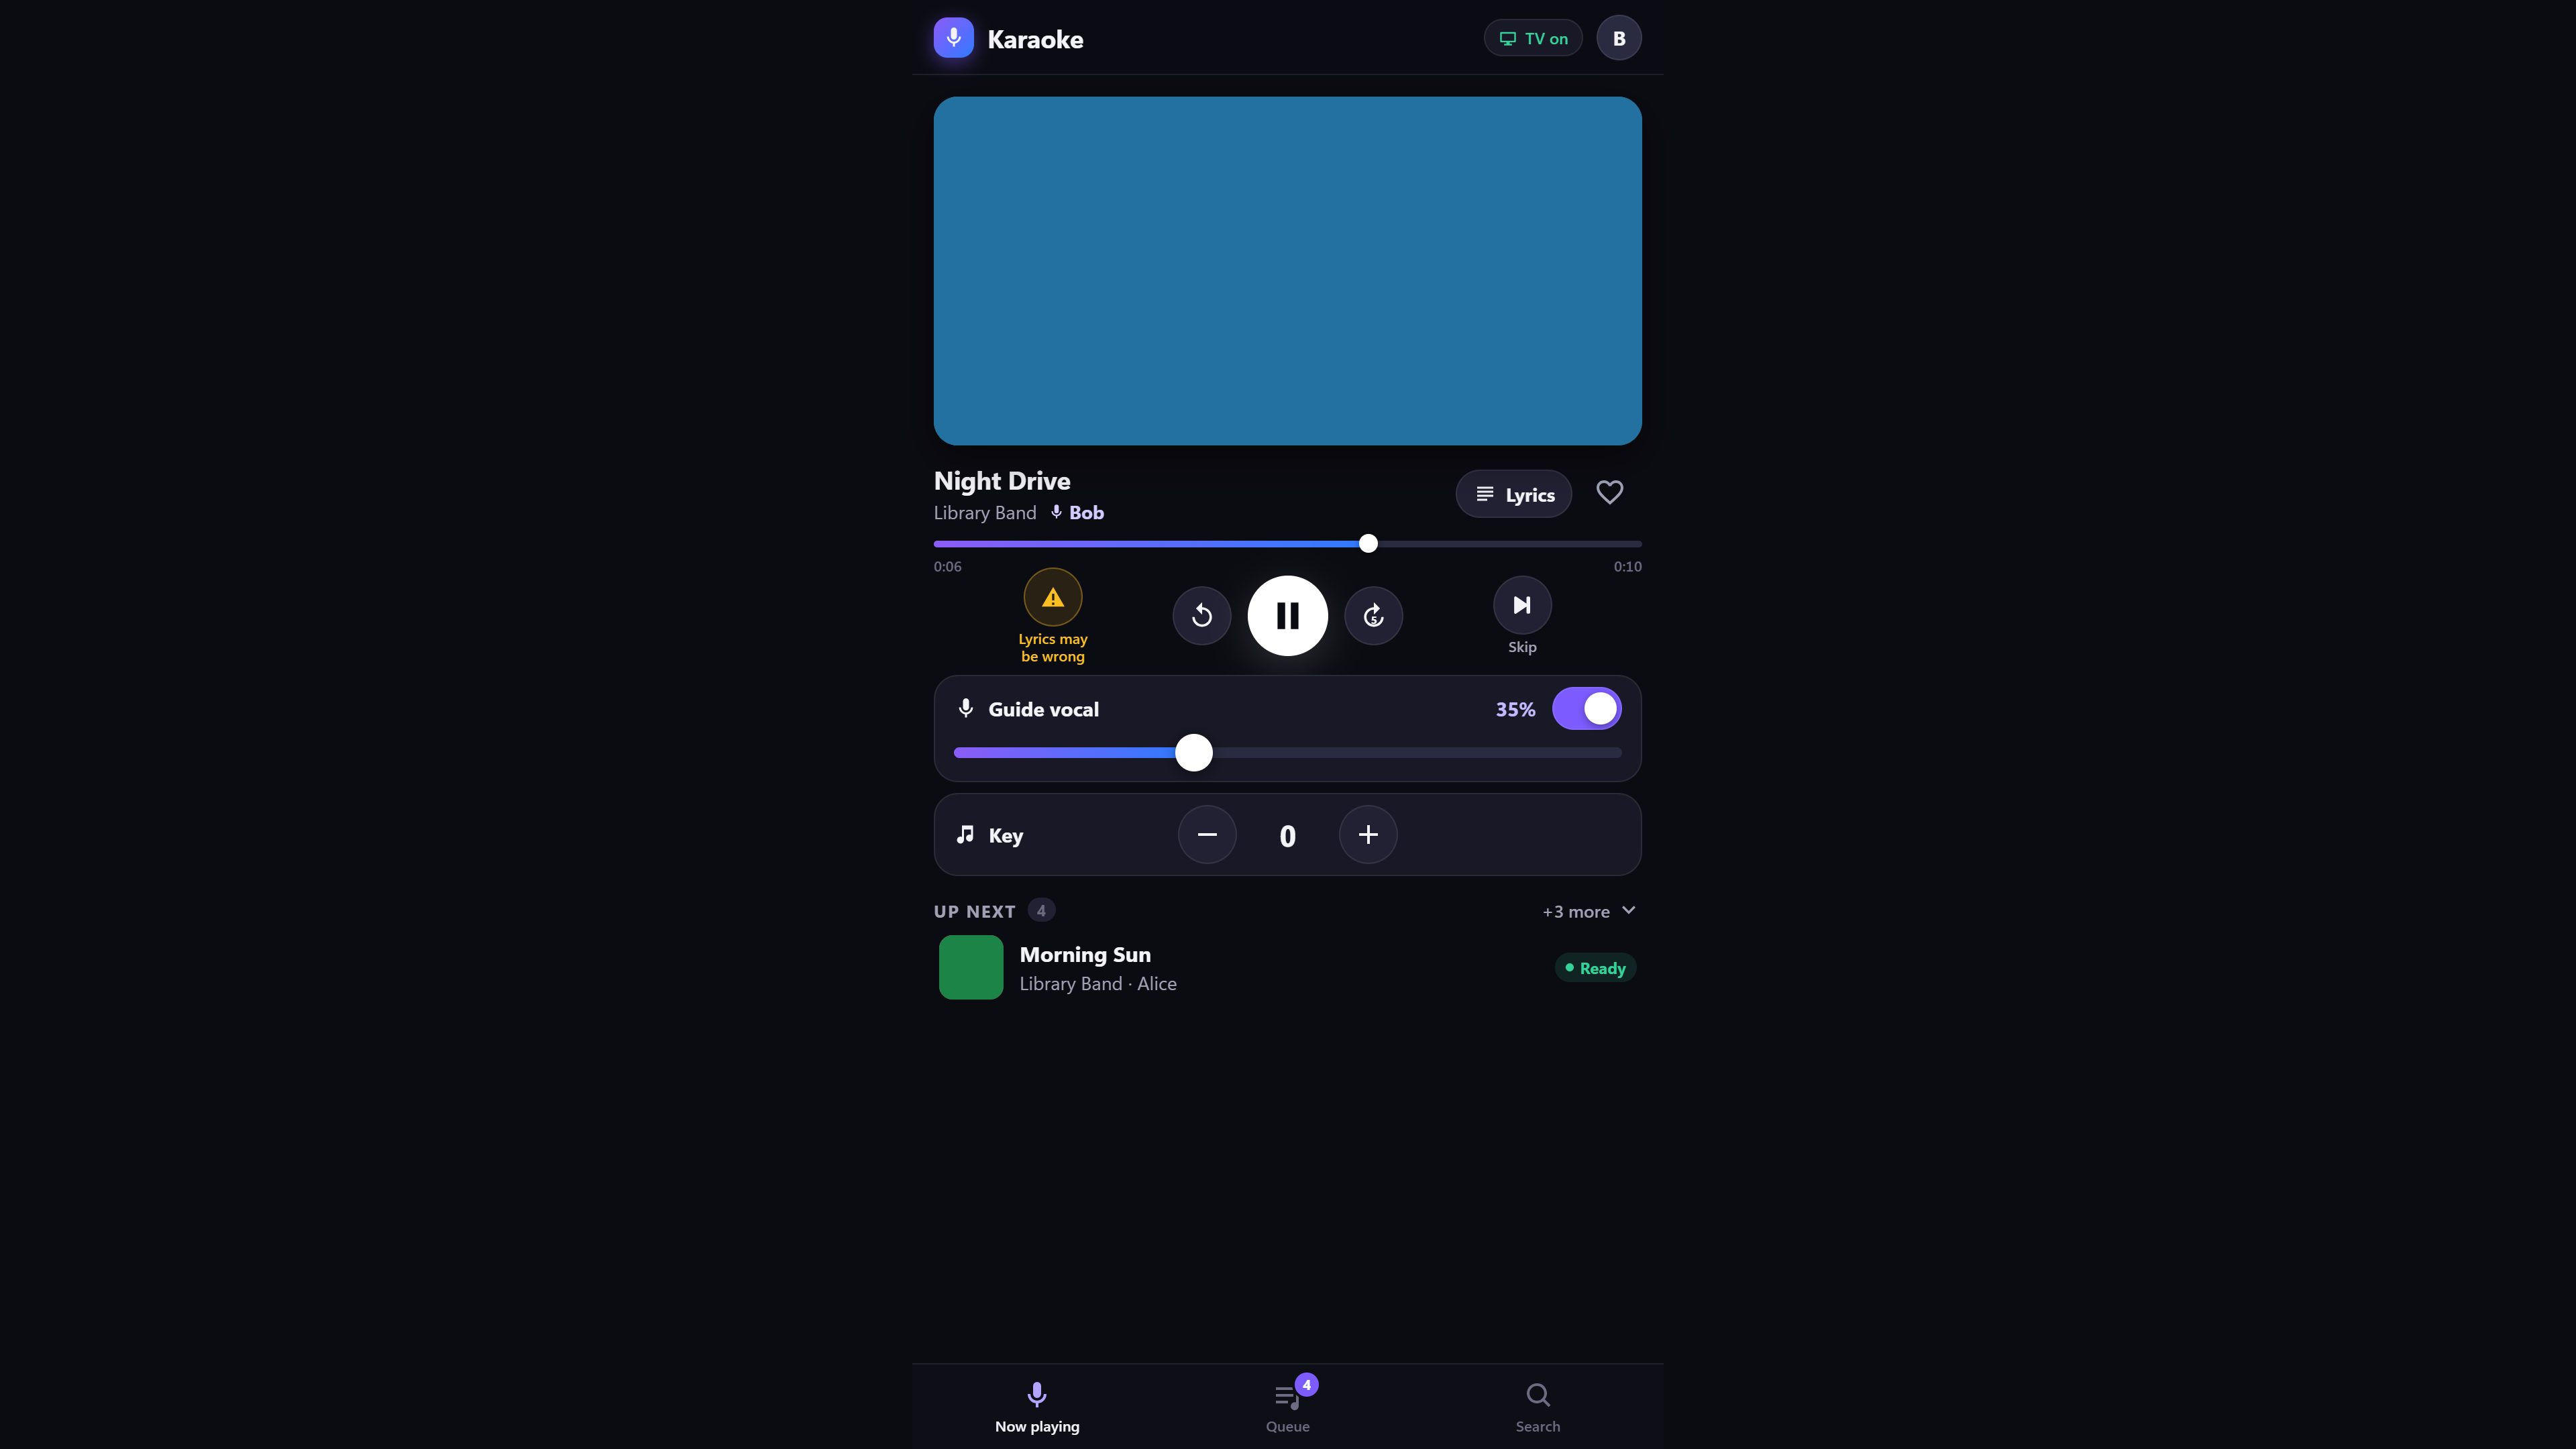 Karaoke
TV on
B
Night Drive
Library Band Bob
Lyrics
0:06
0:10
Lyrics may
be wrong
5
Skip
Guide vocal
35%
Key
0
UP NEXT 4
+3 more
Morning Sun
Library Band · Alice
Ready
Now playing
4
Queue
Search